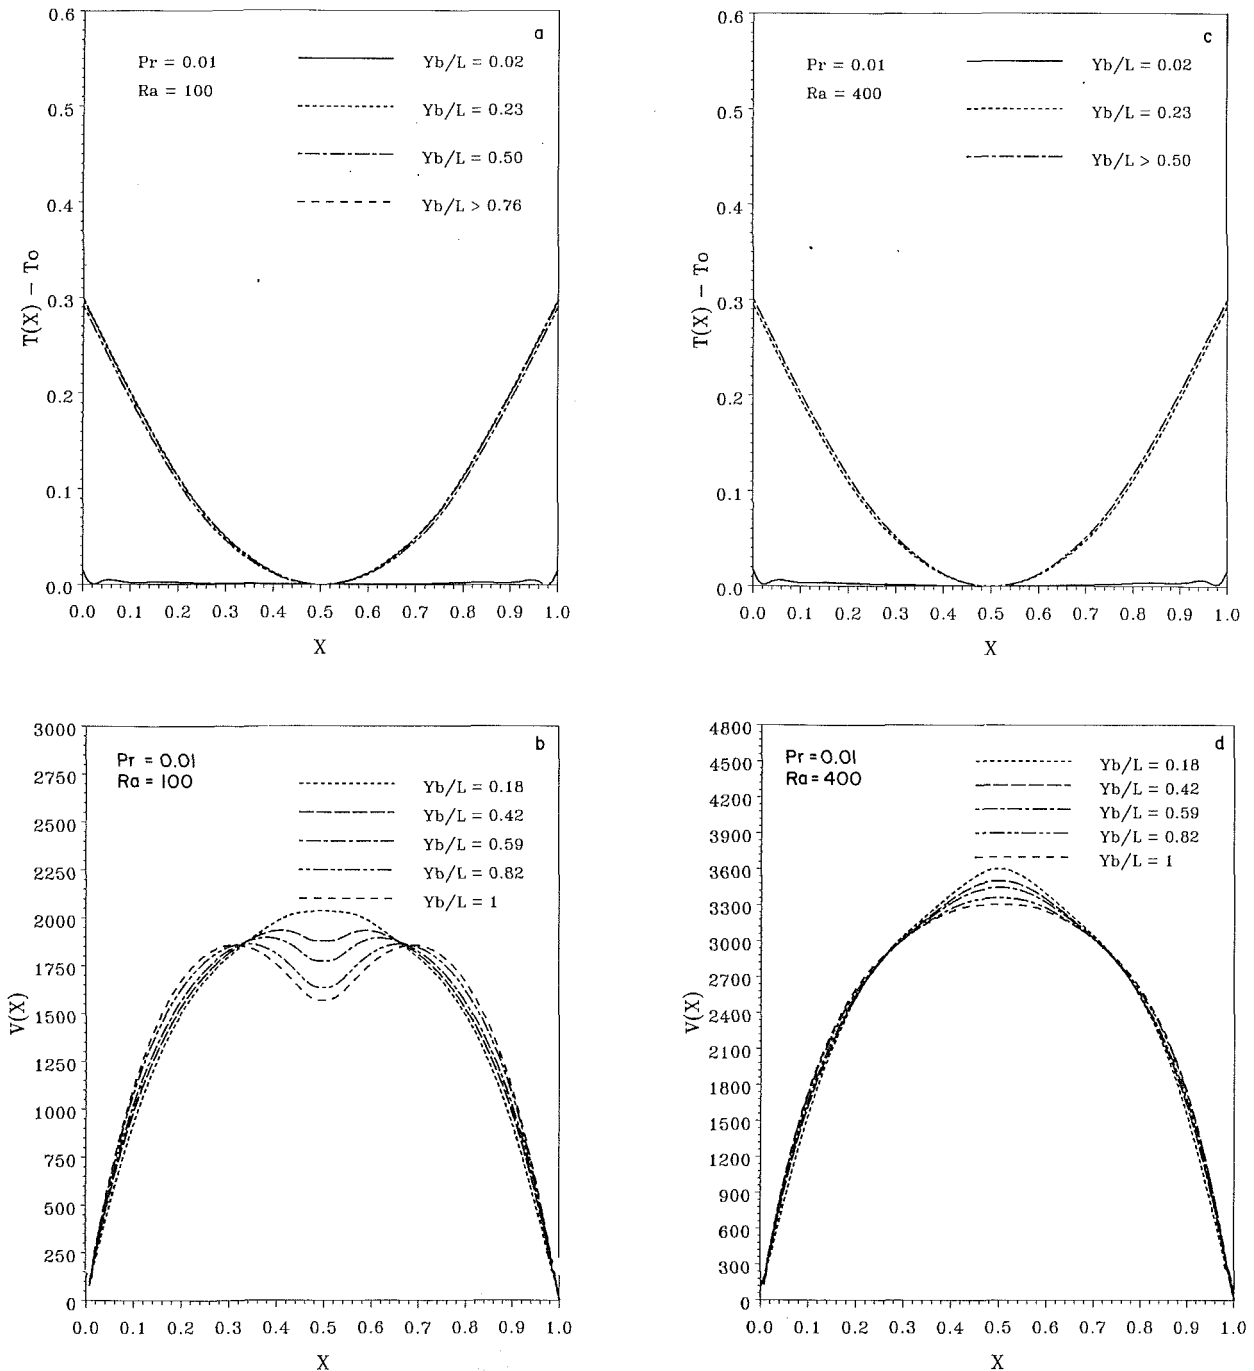 a
Pr = 0.01
Ra = 100
Yb/L = 0.02
Yb/L = 0.23
Yb/L = 0.50
Yb/L > 0.76
T(X) – To
0.6
0.5
0.4
0.3
0.2
0.1
0.0
0.0 0.1 0.2 0.3 0.4 0.5 0.6 0.7 0.8 0.9 1.0
X
c
Pr = 0.01
Ra = 400
Yb/L = 0.02
Yb/L = 0.23
Yb/L > 0.50
T(X) – To
0.6
0.5
0.4
0.3
0.2
0.1
0.0
0.0 0.1 0.2 0.3 0.4 0.5 0.6 0.7 0.8 0.9 1.0
X
b
Pr = 0.01
Ra = 100
Yb/L = 0.18
Yb/L = 0.42
Yb/L = 0.59
Yb/L = 0.82
Yb/L = 1
V(X)
3000
2750
2500
2250
2000
1750
1500
1250
1000
750
500
250
0
0.0 0.1 0.2 0.3 0.4 0.5 0.6 0.7 0.8 0.9 1.0
X
d
Pr = 0.01
Ra = 400
Yb/L = 0.18
Yb/L = 0.42
Yb/L = 0.59
Yb/L = 0.82
Yb/L = 1
V(X)
4800
4500
4200
3900
3600
3300
3000
2700
2400
2100
1800
1500
1200
900
600
300
0
0.0 0.1 0.2 0.3 0.4 0.5 0.6 0.7 0.8 0.9 1.0
X